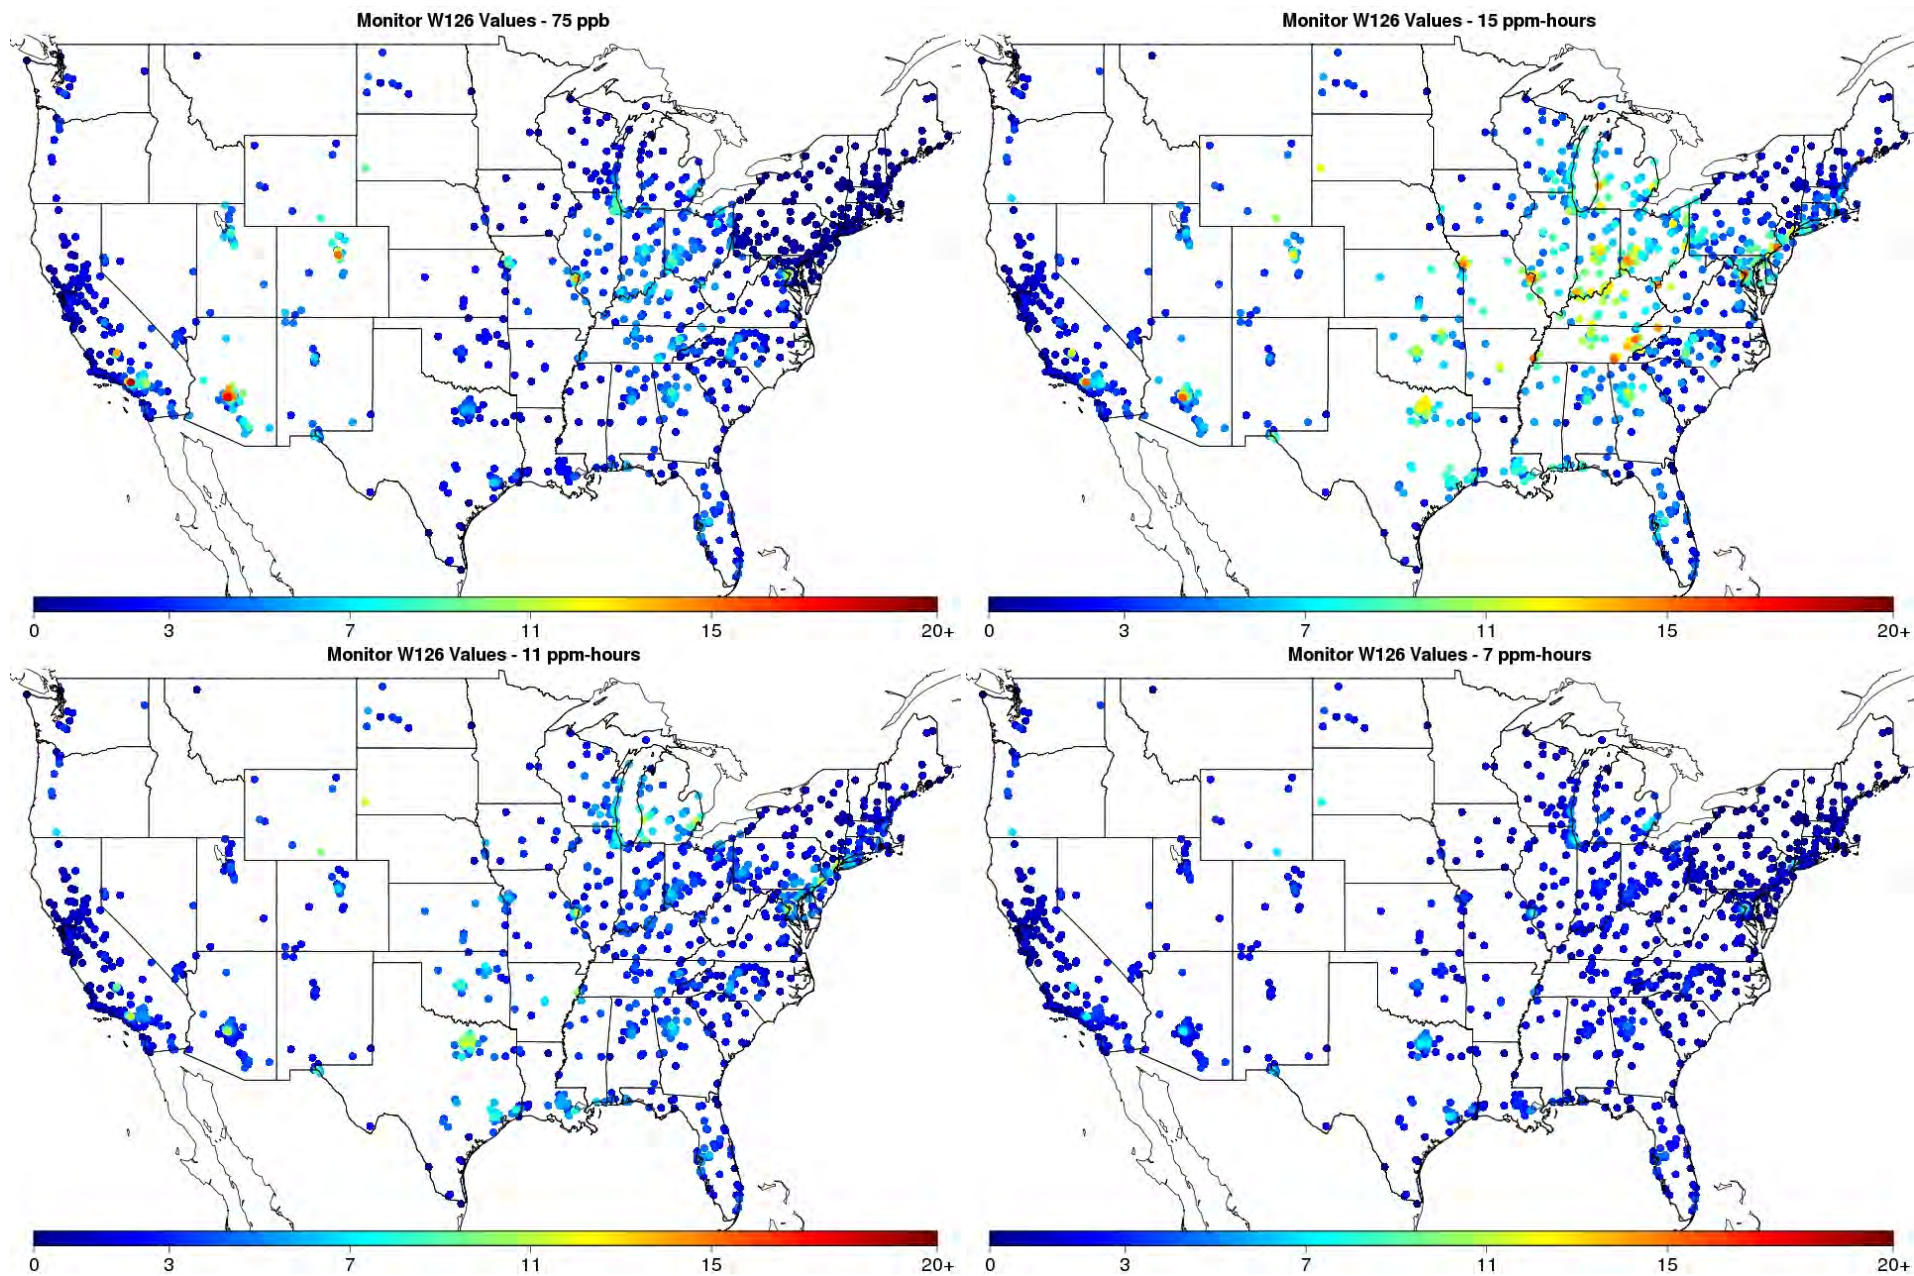 Monitor W126 Values - 75 ppb
0 3 7 11 15 20+
Monitor W126 Values - 15 ppm-hours
0 3 7 11 15 20+
Monitor W126 Values - 11 ppm-hours
0 3 7 11 15 20+
Monitor W126 Values - 7 ppm-hours
0 3 7 11 15 20+